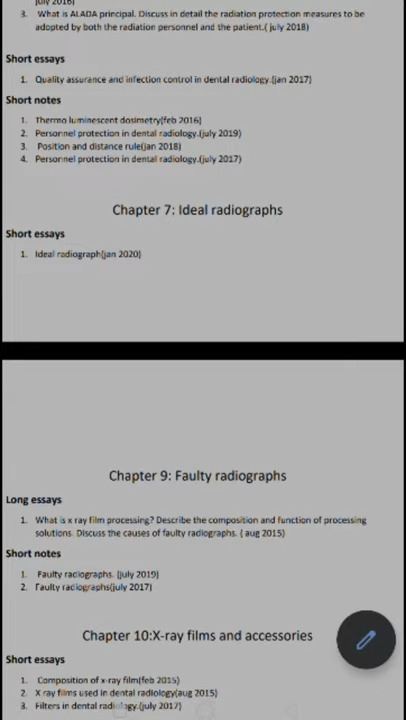 july 2016)
3. What is ALADA principal. Discuss in detail the radiation protection measures to be
adopted by both the radiation personnel and the patient.( july 2018)
Short essays
1. Quality assurance and infection control in dental radiology.(jan 2017)
Short notes
1. Thermo luminescent dosimetry(feb 2016)
2. Personnel protection in dental radiology.(july 2019)
3. Position and distance rule(jan 2018)
4. Personnel protection in dental radiology.(july 2017)
Chapter 7: Ideal radiographs
Short essays
1. Ideal radiograph(jan 2020)
Chapter 9: Faulty radiographs
Long essays
1. What is x ray film processing? Describe the composition and function of processing
solutions. Discuss the causes of faulty radiographs. ( aug 2015)
Short notes
1. Faulty radiographs. (july 2019)
2. Faulty radiographs(july 2017)
Chapter 10:X-ray films and accessories
Short essays
1. Composition of x-ray film(feb 2015)
2. X ray films used in dental radiology(aug 2015)
3. Filters in dental radiology.(july 2017)